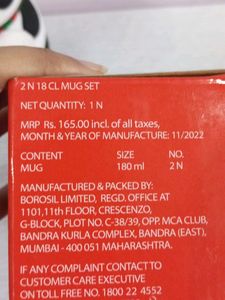 2 N 18 CL MUG SET
NET QUANTITY: 1 N
MRP Rs. 165.00 incl. of all taxes,
MONTH & YEAR OF MANUFACTURE: 11/2022
CONTENT SIZE NO.
MUG 180 ml 2 N
MANUFACTURED & PACKED BY:
BOROSIL LIMITED, REGD. OFFICE AT
1101,11th FLOOR, CRESCENZO,
G-BLOCK, PLOT NO. C-38/39, OPP. MCA CLUB,
BANDRA KURLA COMPLEX, BANDRA (EAST),
MUMBAI - 400 051 MAHARASHTRA.
IF ANY COMPLAINT CONTACT TO
CUSTOMER CARE EXECUTIVE
ON TOLL FREE NO. 1800 22 4552